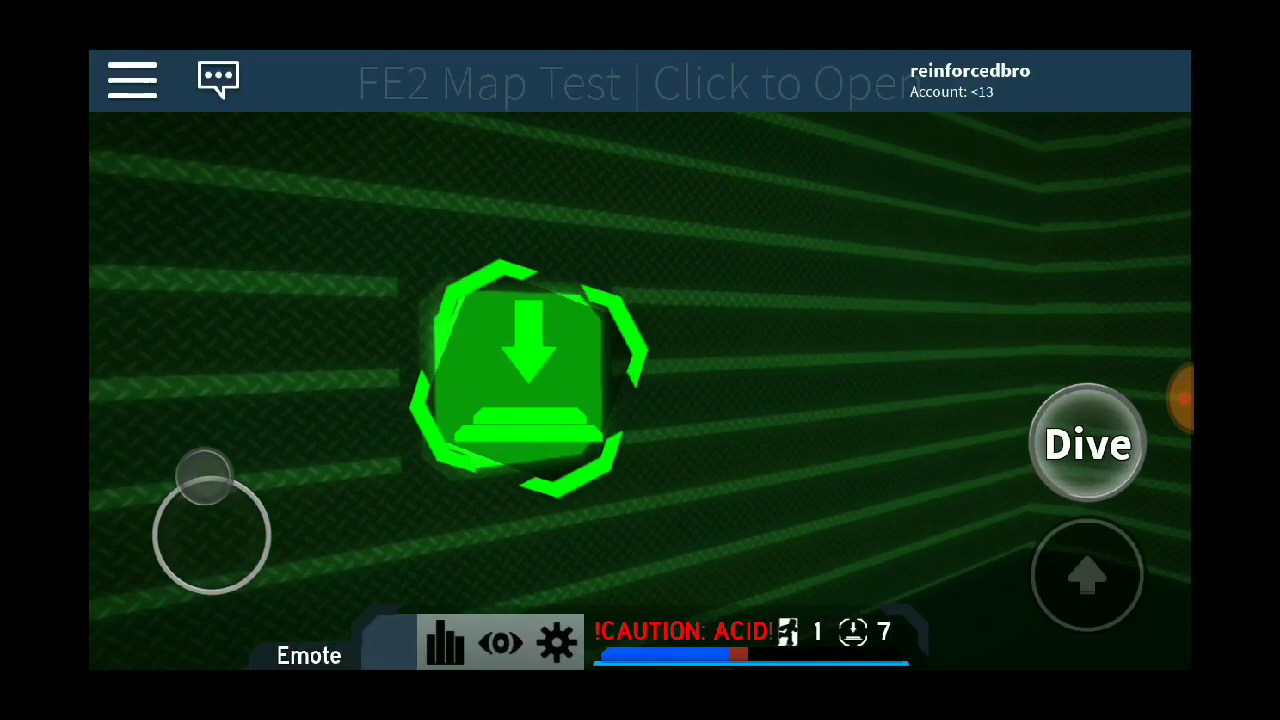 FE2 Map Test | Click to Open
reinforcedbro
Account: <13
Dive
!CAUTION: ACID! 1 7
Emote